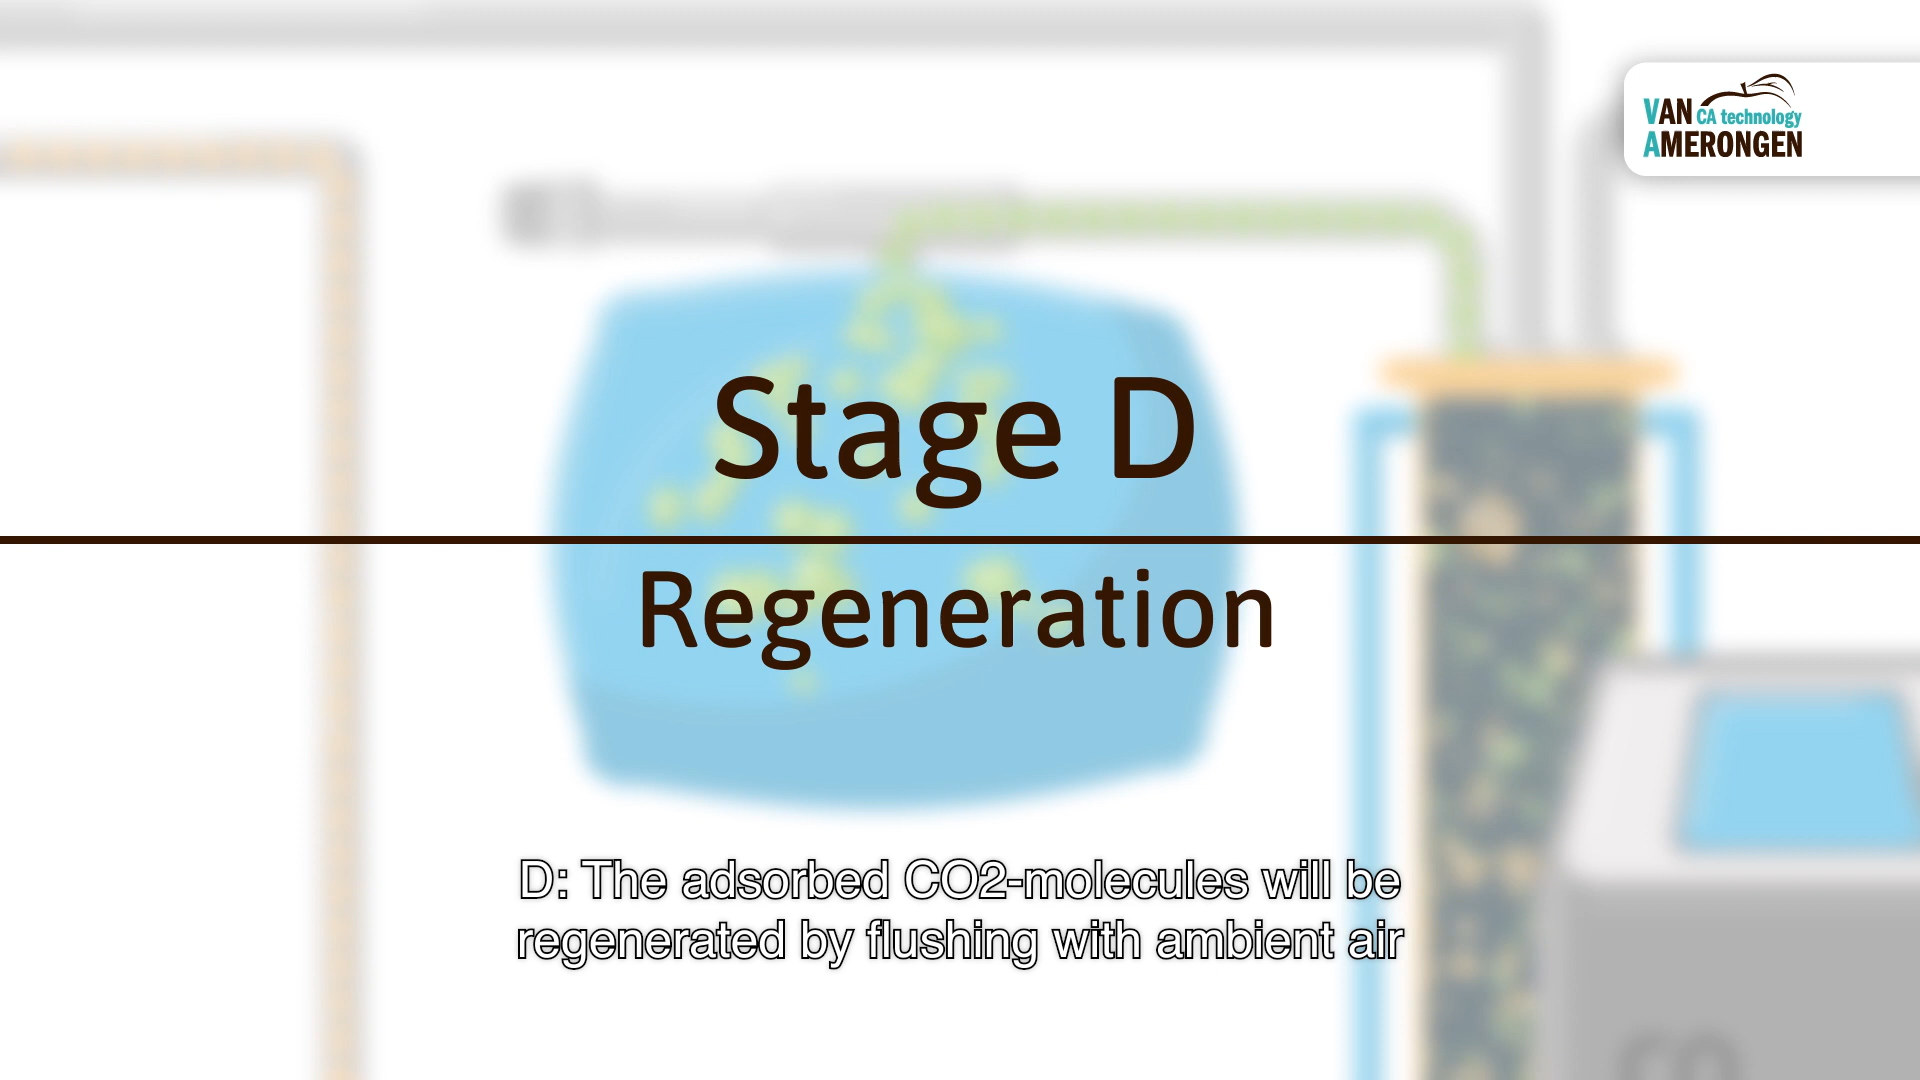 VAN CA technology
AMERONGEN
Stage D
Regeneration
D: The adsorbed CO2-molecules will be
regenerated by flushing with ambient air